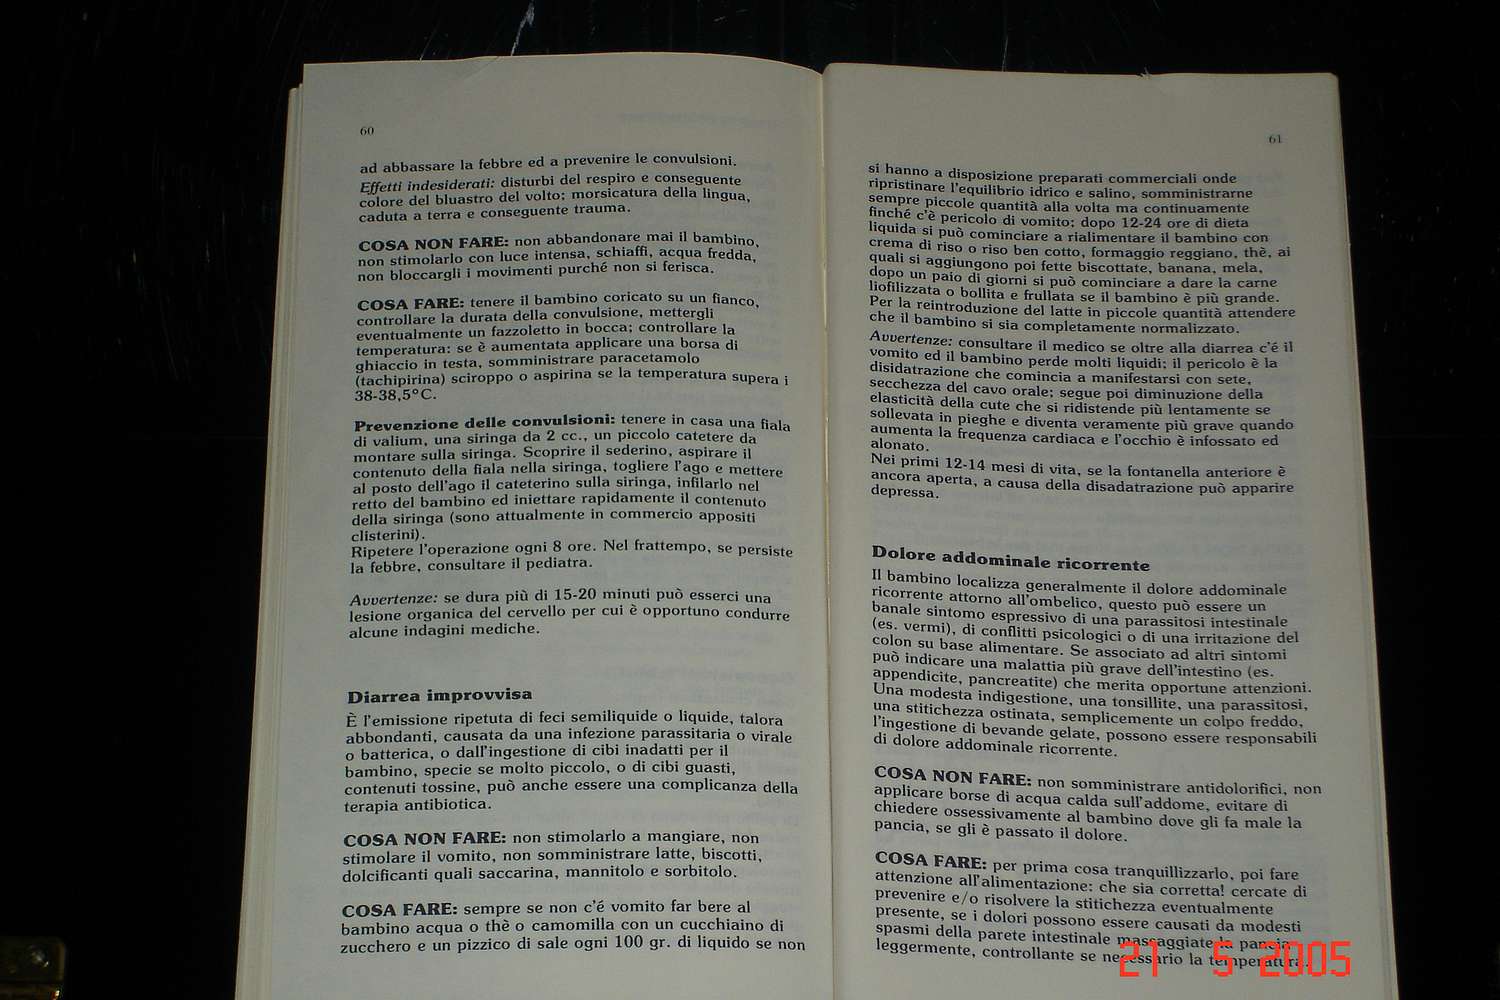 60
ad abbassare la febbre ed a prevenire le convulsioni.
Effetti indesiderati: disturbi del respiro e conseguente
colore del bluastro del volto; morsicatura della lingua,
caduta a terra e conseguente trauma.
COSA NON FARE: non abbandonare mai il bambino,
non stimolarlo con luce intensa, schiaffi, acqua fredda,
non bloccargli i movimenti purché non si ferisca.
COSA FARE: tenere il bambino coricato su un fianco,
controllare la durata della convulsione, mettergli
eventualmente un fazzoletto in bocca; controllare la
temperatura: se è aumentata applicare una borsa di
ghiaccio in testa, somministrare paracetamolo
(tachipirina) sciroppo o aspirina se la temperatura supera i
38-38,5°C.
Prevenzione delle convulsioni: tenere in casa una fiala
di valium, una siringa da 2 cc., un piccolo catetere da
montare sulla siringa. Scoprire il sederino, aspirare il
contenuto della fiala nella siringa, togliere l'ago e mettere
al posto dell'ago il cateterino sulla siringa, infilarlo nel
retto del bambino ed iniettare rapidamente il contenuto
della siringa (sono attualmente in commercio appositi
clisterini).
Ripetere l'operazione ogni 8 ore. Nel frattempo, se persiste
la febbre, consultare il pediatra.
Avvertenze: se dura più di 15-20 minuti può esserci una
lesione organica del cervello per cui è opportuno condurre
alcune indagini mediche.
Diarrea improvvisa
È l'emissione ripetuta di feci semiliquide o liquide, talora
abbondanti, causata da una infezione parassitaria o virale
o batterica, o dall'ingestione di cibi inadatti per il
bambino, specie se molto piccolo, o di cibi guasti,
contenuti tossine, può anche essere una complicanza della
terapia antibiotica.
COSA NON FARE: non stimolarlo a mangiare, non
stimolare il vomito, non somministrare latte, biscotti,
dolcificanti quali saccarina, mannitolo e sorbitolo.
COSA FARE: sempre se non c'é vomito far bere al
bambino acqua o thè o camomilla con un cucchiaino di
zucchero e un pizzico di sale ogni 100 gr. di liquido se non
61
si hanno a disposizione preparati commerciali onde
ripristinare l'equilibrio idrico e salino, somministrarne
sempre piccole quantità alla volta ma continuamente
finché c'è pericolo di vomito; dopo 12-24 ore di dieta
liquida si può cominciare a rialimentare il bambino con
crema di riso o riso ben cotto, formaggio reggiano, thè, ai
quali si aggiungono poi fette biscottate, banana, mela,
dopo un paio di giorni si può cominciare a dare la carne
liofilizzata o bollita e frullata se il bambino è più grande.
Per la reintroduzione del latte in piccole quantità attendere
che il bambino si sia completamente normalizzato.
Avvertenze: consultare il medico se oltre alla diarrea c'é il
vomito ed il bambino perde molti liquidi; il pericolo è la
disidatrazione che comincia a manifestarsi con sete,
secchezza del cavo orale; segue poi diminuzione della
elasticità della cute che si ridistende più lentamente se
sollevata in pieghe e diventa veramente più grave quando
aumenta la frequenza cardiaca e l'occhio è infossato ed
alonato.
Nei primi 12-14 mesi di vita, se la fontanella anteriore è
ancora aperta, a causa della disadatrazione può apparire
depressa.
Dolore addominale ricorrente
Il bambino localizza generalmente il dolore addominale
ricorrente attorno all'ombelico, questo può essere un
banale sintomo espressivo di una parassitosi intestinale
(es. vermi), di conflitti psicologici o di una irritazione del
colon su base alimentare. Se associato ad altri sintomi
può indicare una malattia più grave dell'intestino (es.
appendicite, pancreatite) che merita opportune attenzioni.
Una modesta indigestione, una tonsillite, una parassitosi,
una stitichezza ostinata, semplicemente un colpo freddo,
l'ingestione di bevande gelate, possono essere responsabili
di dolore addominale ricorrente.
COSA NON FARE: non somministrare antidolorifici, non
applicare borse di acqua calda sull'addome, evitare di
chiedere ossessivamente al bambino dove gli fa male la
pancia, se gli è passato il dolore.
COSA FARE: per prima cosa tranquillizzarlo, poi fare
attenzione all'alimentazione: che sia corretta! cercate di
prevenire e/o risolvere la stitichezza eventualmente
presente, se i dolori possono essere causati da modesti
spasmi della parete intestinale massaggiate la pancia
leggermente, controllante se necessario la temperatura.
21 5 2005